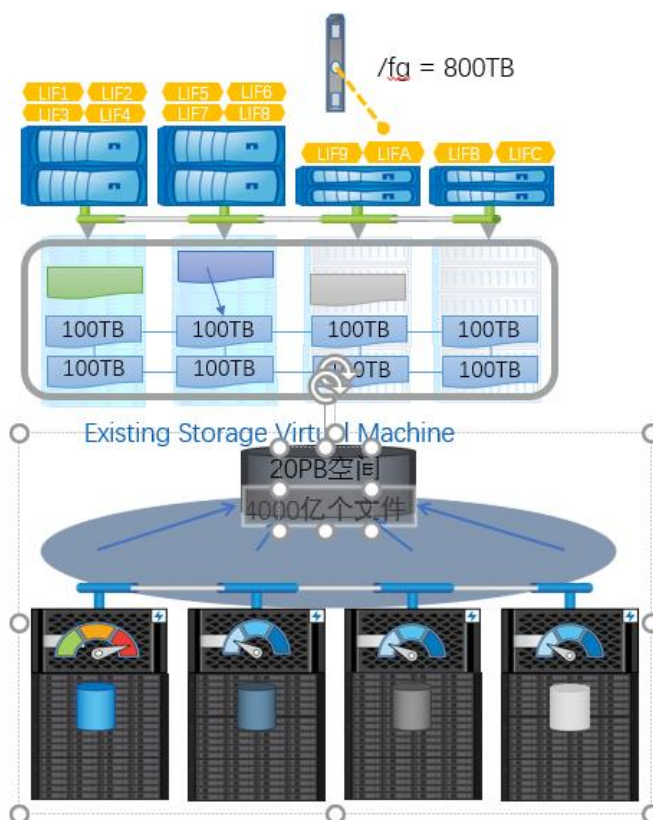 /fg = 800TB
LIF1 LIF2 LIF5 LIF6
LIF3 LIF4 LIF7 LIF8
LIF9 LIFA LIFB LIFC
100TB 100TB 100TB 100TB
100TB 100TB 100TB 100TB
Existing Storage Virtual Machine
20PB空间
4000亿个文件